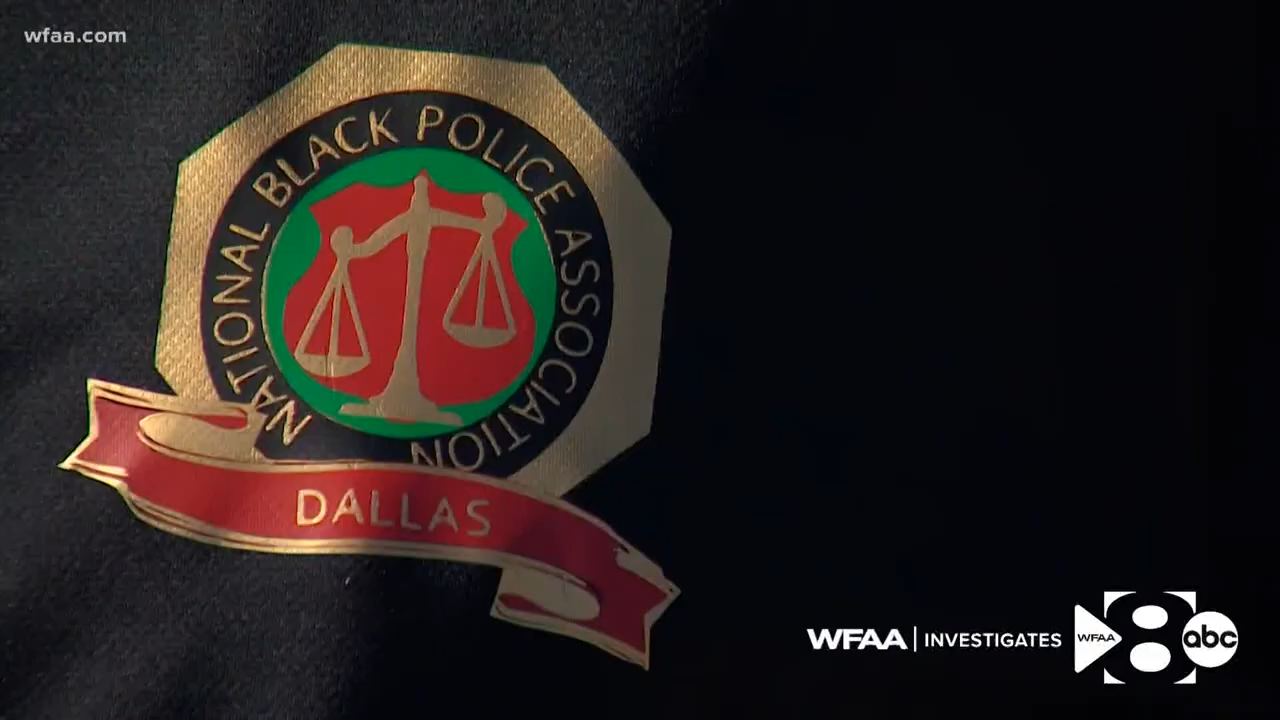 wfaa.com
NATIONAL BLACK POLICE ASSOCIATION
DALLAS
WFAA | INVESTIGATES
WFAA 8 abc